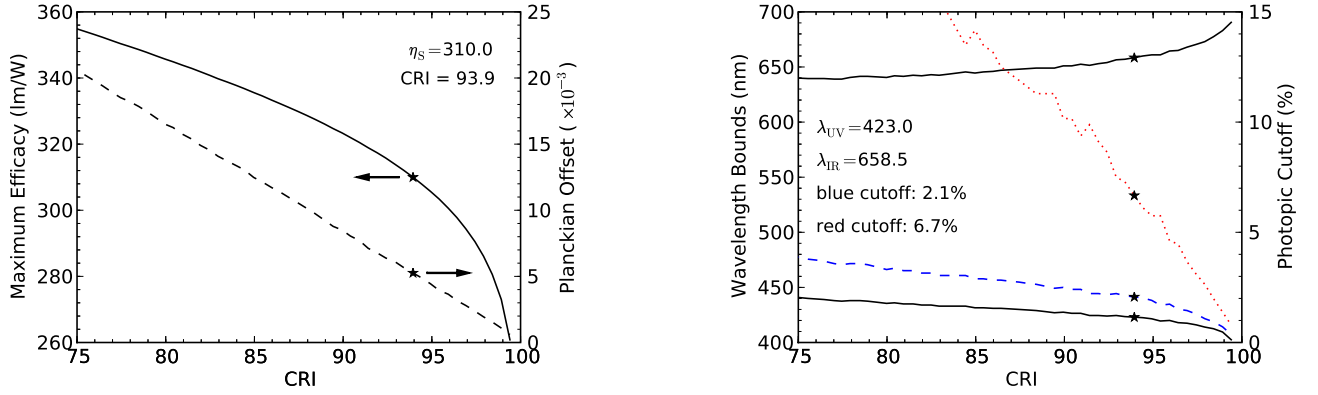 360
340
320
300
280
260
Maximum Efficacy (lm/W)
25
20
15
10
5
0
Planckian Offset ( ×10⁻³)
η_S=310.0
CRI = 93.9
75 80 85 90 95 100
CRI
700
650
600
550
500
450
400
Wavelength Bounds (nm)
15
10
5
0
Photopic Cutoff (%)
λ_UV=423.0
λ_IR=658.5
blue cutoff: 2.1%
red cutoff: 6.7%
75 80 85 90 95 100
CRI